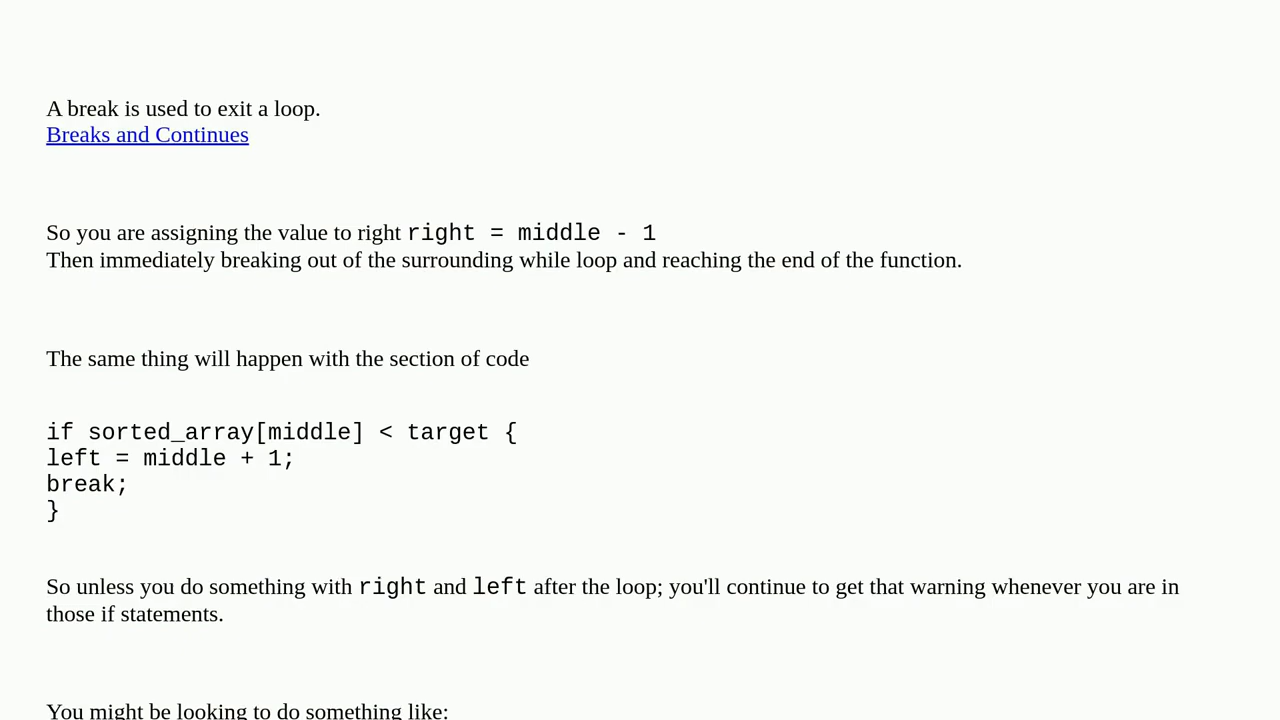 A break is used to exit a loop.
Breaks and Continues
So you are assigning the value to right right = middle - 1
Then immediately breaking out of the surrounding while loop and reaching the end of the function.
The same thing will happen with the section of code
if sorted_array[middle] < target {
left = middle + 1;
break;
}
So unless you do something with right and left after the loop; you'll continue to get that warning whenever you are in
those if statements.
You might be looking to do something like: